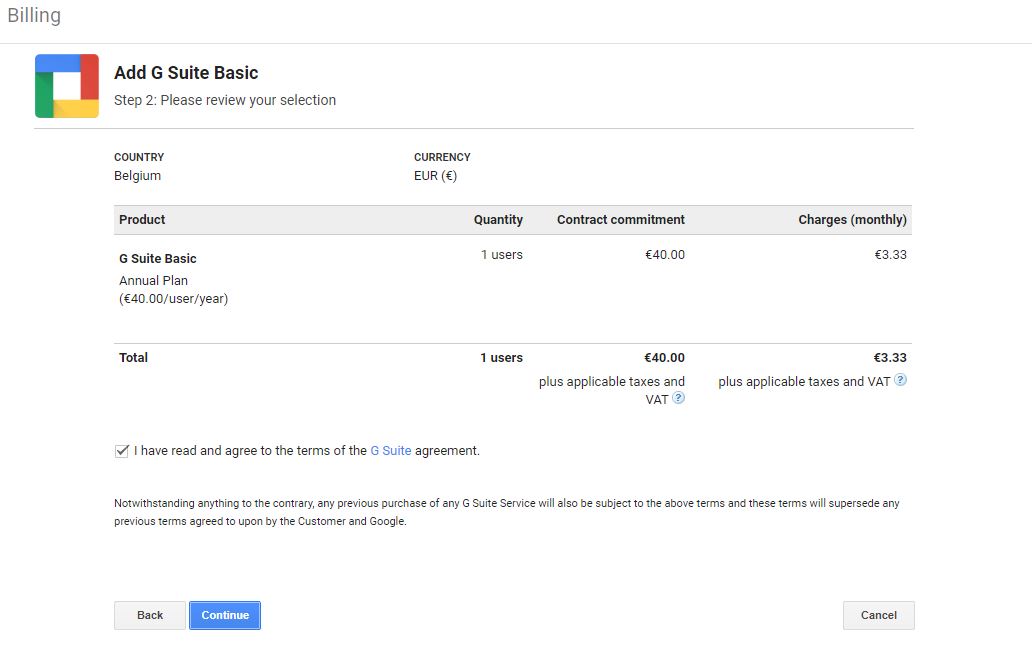 Billing
Add G Suite Basic
Step 2: Please review your selection
COUNTRY CURRENCY
Belgium EUR (€)
Product Quantity Contract commitment Charges (monthly)
G Suite Basic 1 users €40.00 €3.33
Annual Plan
(€40.00/user/year)
Total 1 users €40.00 €3.33
plus applicable taxes and plus applicable taxes and VAT ?
VAT ?
I have read and agree to the terms of the G Suite agreement.
Notwithstanding anything to the contrary, any previous purchase of any G Suite Service will also be subject to the above terms and these terms will supersede any
previous terms agreed to upon by the Customer and Google.
Back Continue Cancel